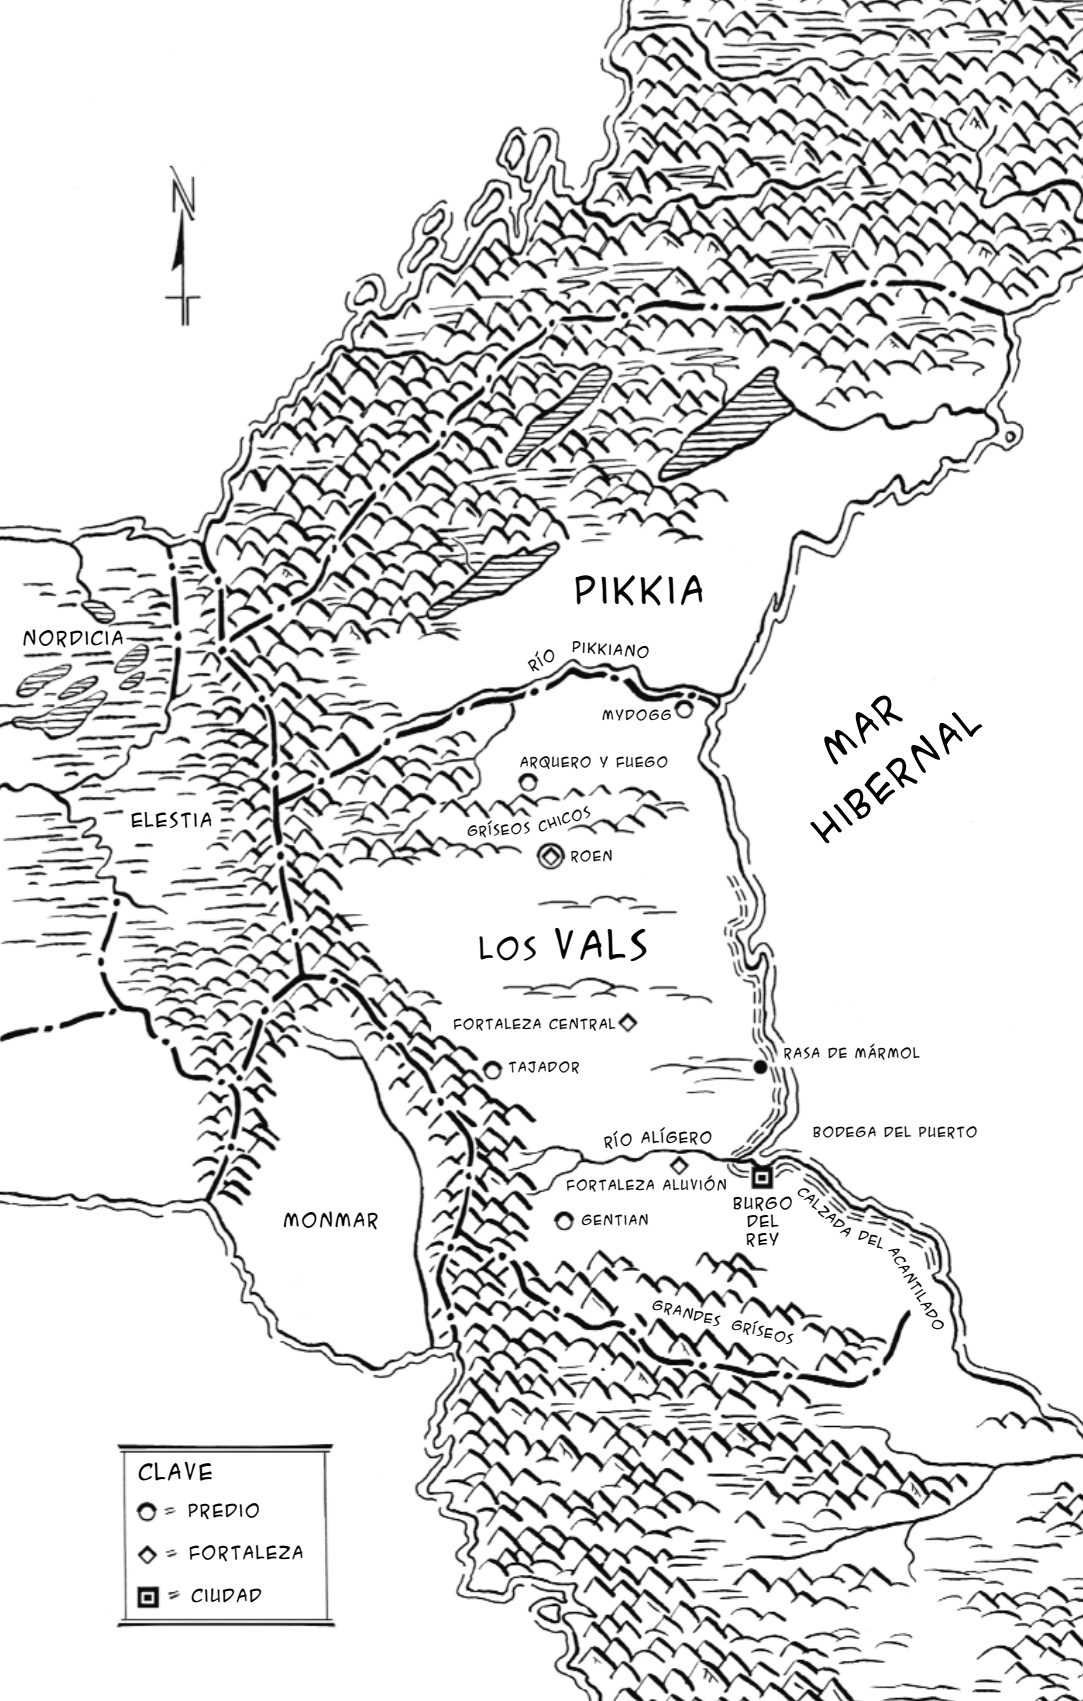 N
PIKKIA
NORDICIA
RÍO PIKKIANO
MYDOGG
MAR
HIBERNAL
ARQUERO Y FUEGO
ELESTIA
GRÍSEOS CHICOS
ROEN
LOS VALS
FORTALEZA CENTRAL
RASA DE MÁRMOL
TAJADOR
RÍO ALÍGERO
BODEGA DEL PUERTO
FORTALEZA ALUVIÓN
BURGO
DEL
REY
CALZADA DEL ACANTILADO
MONMAR
GENTIAN
GRANDES GRÍSEOS
CLAVE
= PREDIO
= FORTALEZA
= CIUDAD